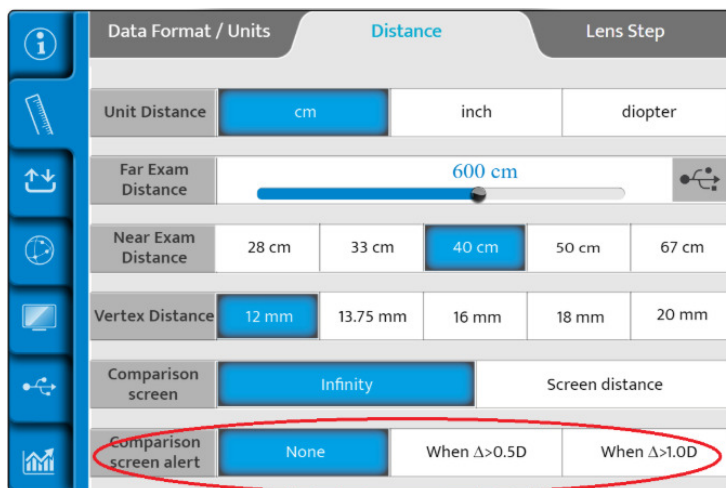 Data Format / Units Distance Lens Step
Unit Distance cm inch diopter
Far Exam
Distance
600 cm
Near Exam
Distance
28 cm 33 cm 40 cm 50 cm 67 cm
Vertex Distance 12 mm 13.75 mm 16 mm 18 mm 20 mm
Comparison
screen
Infinity Screen distance
Comparison
screen alert
None When Δ>0.5D When Δ>1.0D